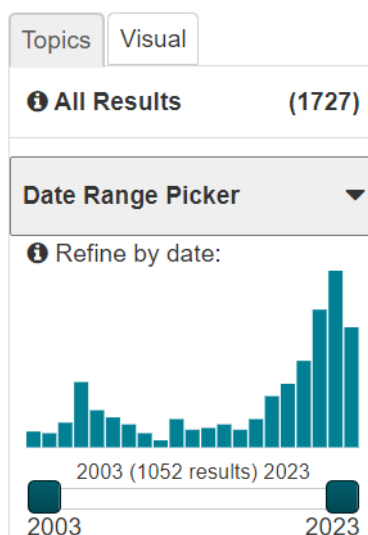 Topics Visual
All Results (1727)
Date Range Picker
Refine by date:
2003 (1052 results) 2023
2003 2023